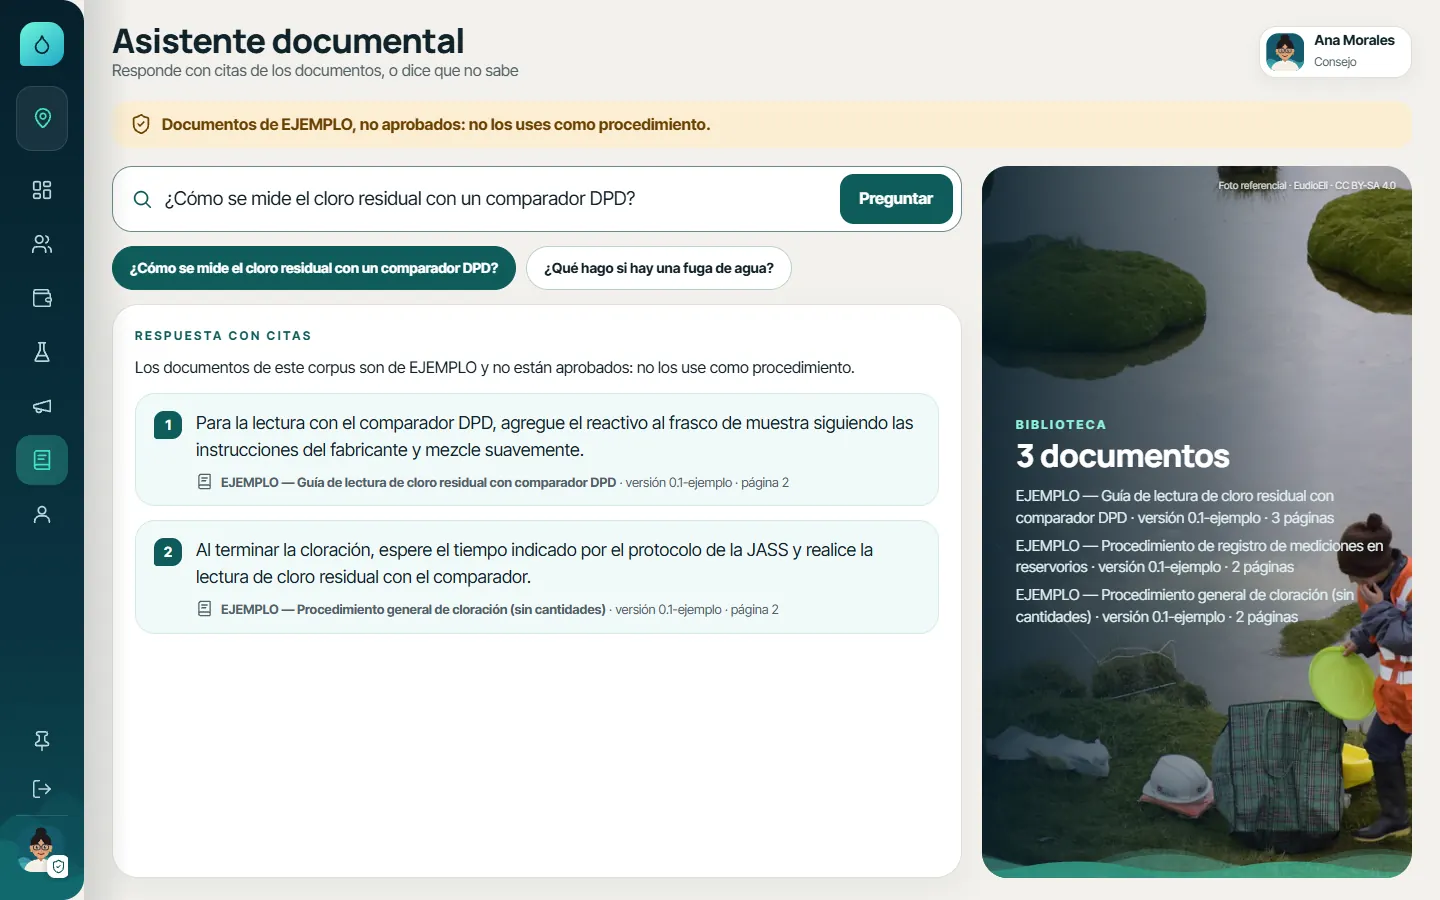 Asistente documental
Responde con citas de los documentos, o dice que no sabe
Ana Morales
Consejo
Documentos de EJEMPLO, no aprobados: no los uses como procedimiento.
¿Cómo se mide el cloro residual con un comparador DPD?
Preguntar
¿Cómo se mide el cloro residual con un comparador DPD?
¿Qué hago si hay una fuga de agua?
RESPUESTA CON CITAS
Los documentos de este corpus son de EJEMPLO y no están aprobados: no los use como procedimiento.
1
Para la lectura con el comparador DPD, agregue el reactivo al frasco de muestra siguiendo las
instrucciones del fabricante y mezcle suavemente.
EJEMPLO — Guía de lectura de cloro residual con comparador DPD · versión 0.1-ejemplo · página 2
2
Al terminar la cloración, espere el tiempo indicado por el protocolo de la JASS y realice la
lectura de cloro residual con el comparador.
EJEMPLO — Procedimiento general de cloración (sin cantidades) · versión 0.1-ejemplo · página 2
Foto referencial · EudioEll · CC BY-SA 4.0
BIBLIOTECA
3 documentos
EJEMPLO — Guía de lectura de cloro residual con
comparador DPD · versión 0.1-ejemplo · 3 páginas
EJEMPLO — Procedimiento de registro de mediciones en
reservorios · versión 0.1-ejemplo · 2 páginas
EJEMPLO — Procedimiento general de cloración (sin
cantidades) · versión 0.1-ejemplo · 2 páginas